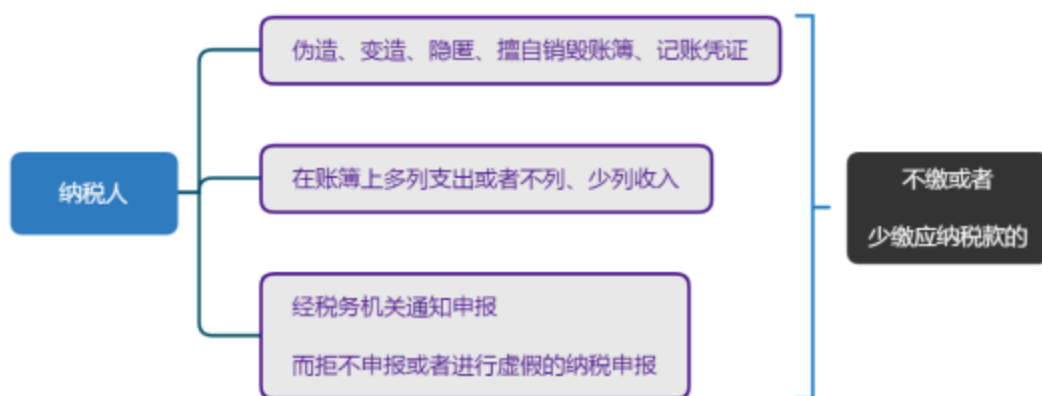 纳税人
伪造、变造、隐匿、擅自销毁账簿、记账凭证
在账簿上多列支出或者不列、少列收入
经税务机关通知申报
而拒不申报或者进行虚假的纳税申报
不缴或者
少缴应纳税款的